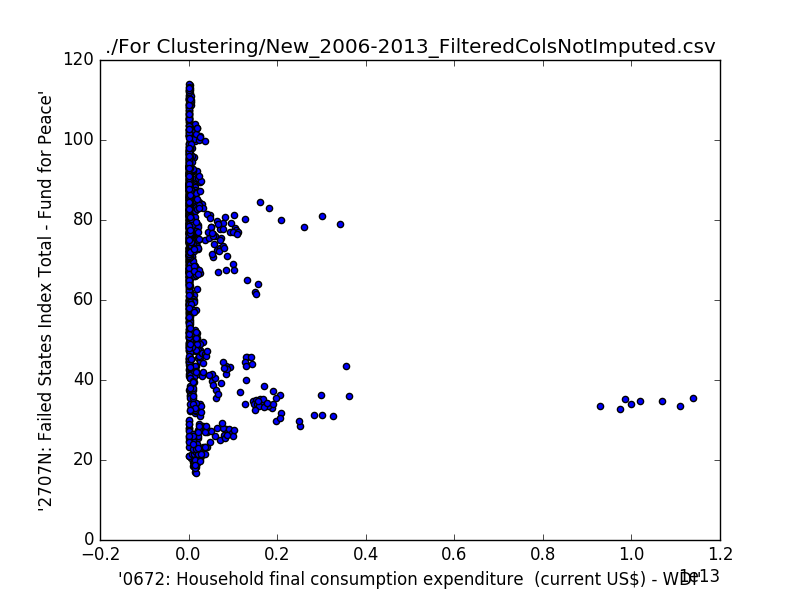 ./For Clustering/New_2006-2013_FilteredColsNotImputed.csv
120
100
80
60
40
20
0
'2707N: Failed States Index Total - Fund for Peace'
−0.2 0.0 0.2 0.4 0.6 0.8 1.0 1.2
1e13
'0672: Household final consumption expenditure  (current US$) - WDI'